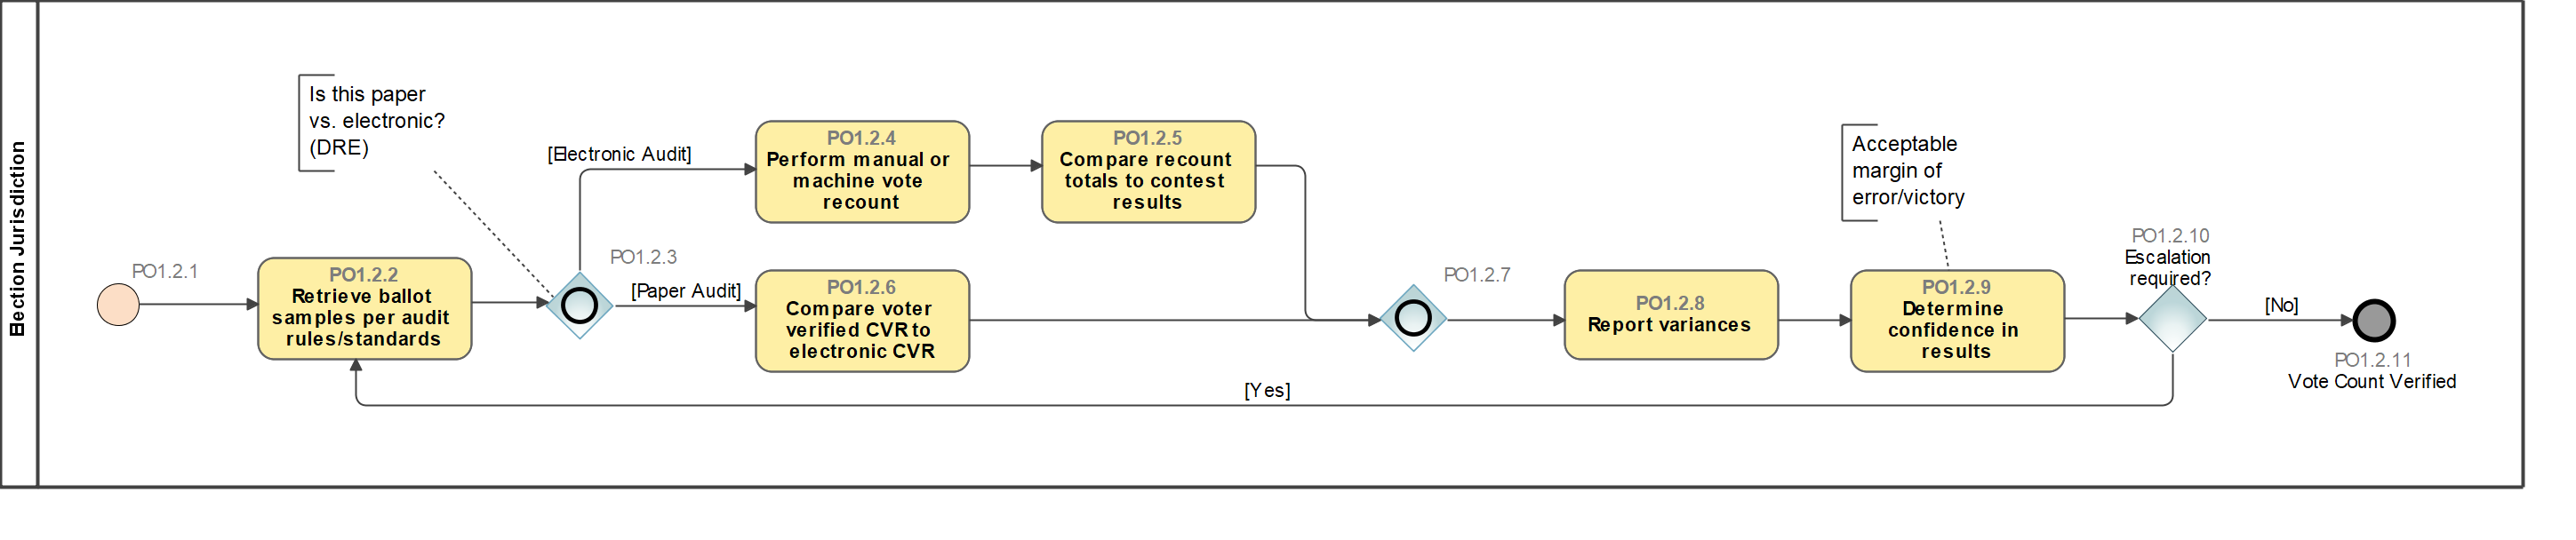 Election Jurisdiction
PO1.2.1
PO1.2.2
Retrieve ballot
samples per audit
rules/standards
Is this paper
vs. electronic?
(DRE)
PO1.2.3
[Electronic Audit]
[Paper Audit]
PO1.2.4
Perform manual or
machine vote
recount
PO1.2.5
Compare recount
totals to contest
results
PO1.2.6
Compare voter
verified CVR to
electronic CVR
PO1.2.7
PO1.2.8
Report variances
Acceptable
margin of
error/victory
PO1.2.9
Determine
confidence in
results
PO1.2.10
Escalation
required?
[No]
[Yes]
PO1.2.11
Vote Count Verified